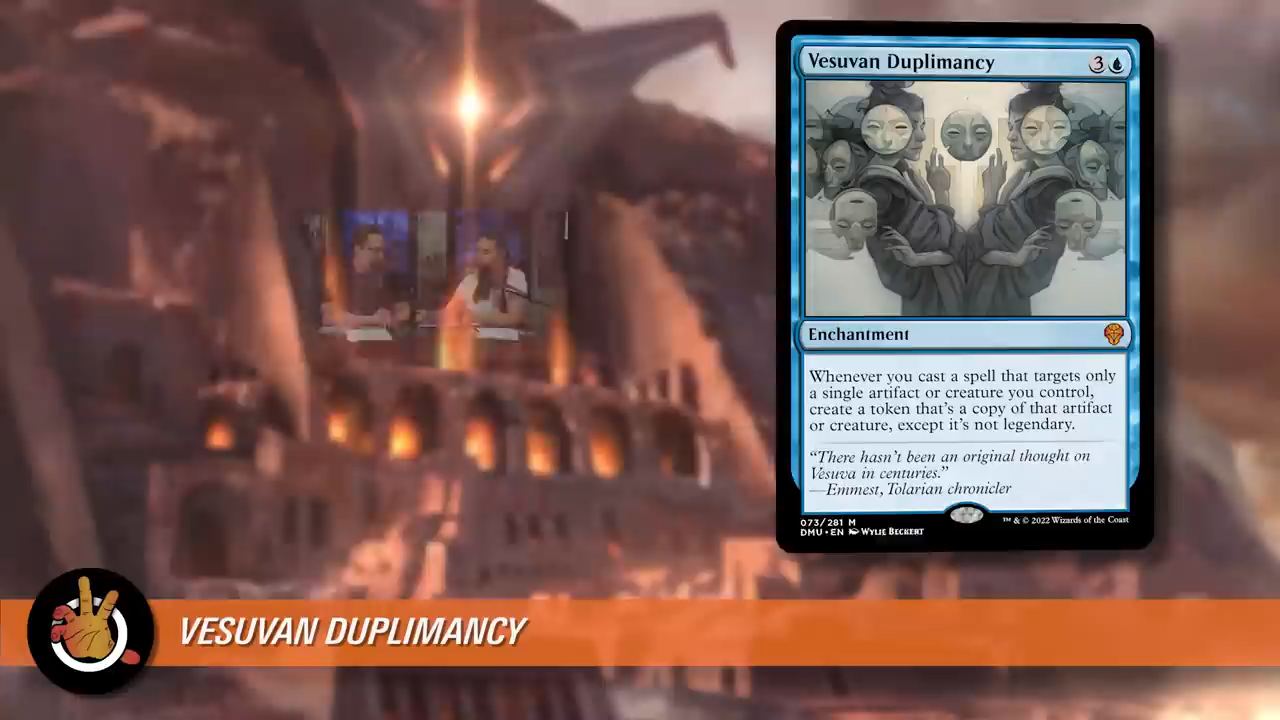 Vesuvan Duplimancy 3
Enchantment
Whenever you cast a spell that targets only
a single artifact or creature you control,
create a token that's a copy of that artifact
or creature, except it's not legendary.
“There hasn't been an original thought on
Vesuva in centuries.”
—Emmest, Tolarian chronicler
073/281 M
DMU • EN Wylie Beckert
™ & © 2022 Wizards of the Coast
VESUVAN DUPLIMANCY